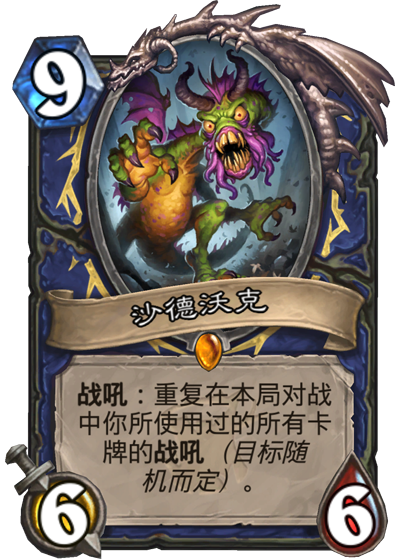 9
沙德沃克
战吼：重复在本局对战
中你所使用过的所有卡
牌的战吼（目标随
机而定）。
6
6